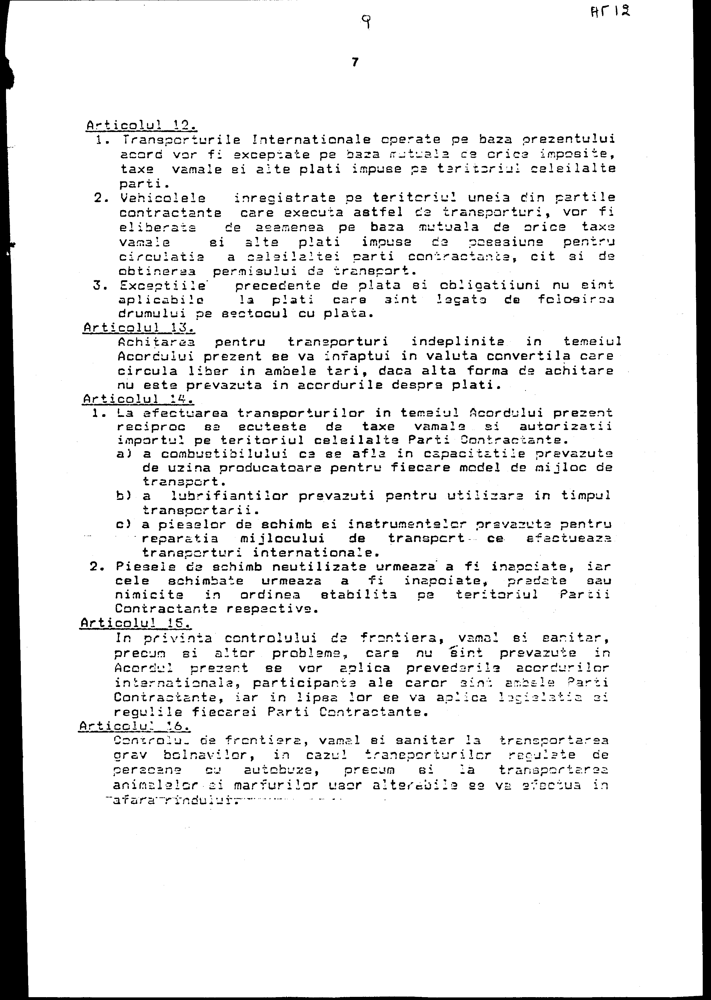 АГ 12
9
7
Articolul 12.
1. Transporturile Internationale operate pe baza prezentului
acord vor fi exceptate pe baza mutuala de orice imposite,
taxe vamale si alte plati impuse pe teritoriul celeilalte
parti.
2. Vehicolele inregistrate pe teritoriul uneia din partile
contractante care executa astfel de transporturi, vor fi
eliberate de asemenea pe baza mutuala de orice taxe
vamale si alte plati impuse de posesiune pentru
circulatie a celeilaltei parti contractante, cit si de
obtinerea permisului de transport.
3. Exceptiile precedente de plata si obligatiiuni nu simt
aplicabile la plati care sint legate de folosirea
drumului pe sectocul cu plata.
Articolul 13.
Achitarea pentru transporturi indeplinite in temeiul
Acordului prezent se va infaptui in valuta convertila care
circula liber in ambele tari, daca alta forma de achitare
nu este prevazuta in acordurile despre plati.
Articolul 14.
1. La efectuarea transporturilor in temeiul Acordului prezent
reciproc se scuteste de taxe vamale si autorizatii
importul pe teritoriul celeilalte Parti Contractante.
a) a combustibilului ce se afla in capacitatile prevazute
de uzina producatoare pentru fiecare model de mijloc de
transport.
b) a lubrifiantilor prevazuti pentru utilizare in timpul
transportarii.
c) a pieselor de schimb si instrumentelor prevazute pentru
reparatia mijlocului de transport ce efectueaza
transporturi internationale.
2. Piesele de schimb neutilizate urmeaza a fi inapoiate, iar
cele schimbate urmeaza a fi inapoiate, predate sau
nimicite in ordinea stabilita pe teritoriul Partii
Contractante respective.
Articolul 15.
In privinta controlului de frontiera, vamal si sanitar,
precum si altor probleme, care nu sint prevazute in
Acordul prezent se vor aplica prevederile acordurilor
internationale, participante ale caror sint ambele Parti
Contractante, iar in lipsa lor se va aplica legislatia si
regulile fiecarei Parti Contractante.
Articolul 16.
Controlul de frontiera, vamal si sanitar la transportarea
grav bolnavilor, in cazul transporturilor regulate de
persoane cu autobuze, precum si la transportarea
animalelor si marfurilor usor alterabile se va efectua in
afara rindului.